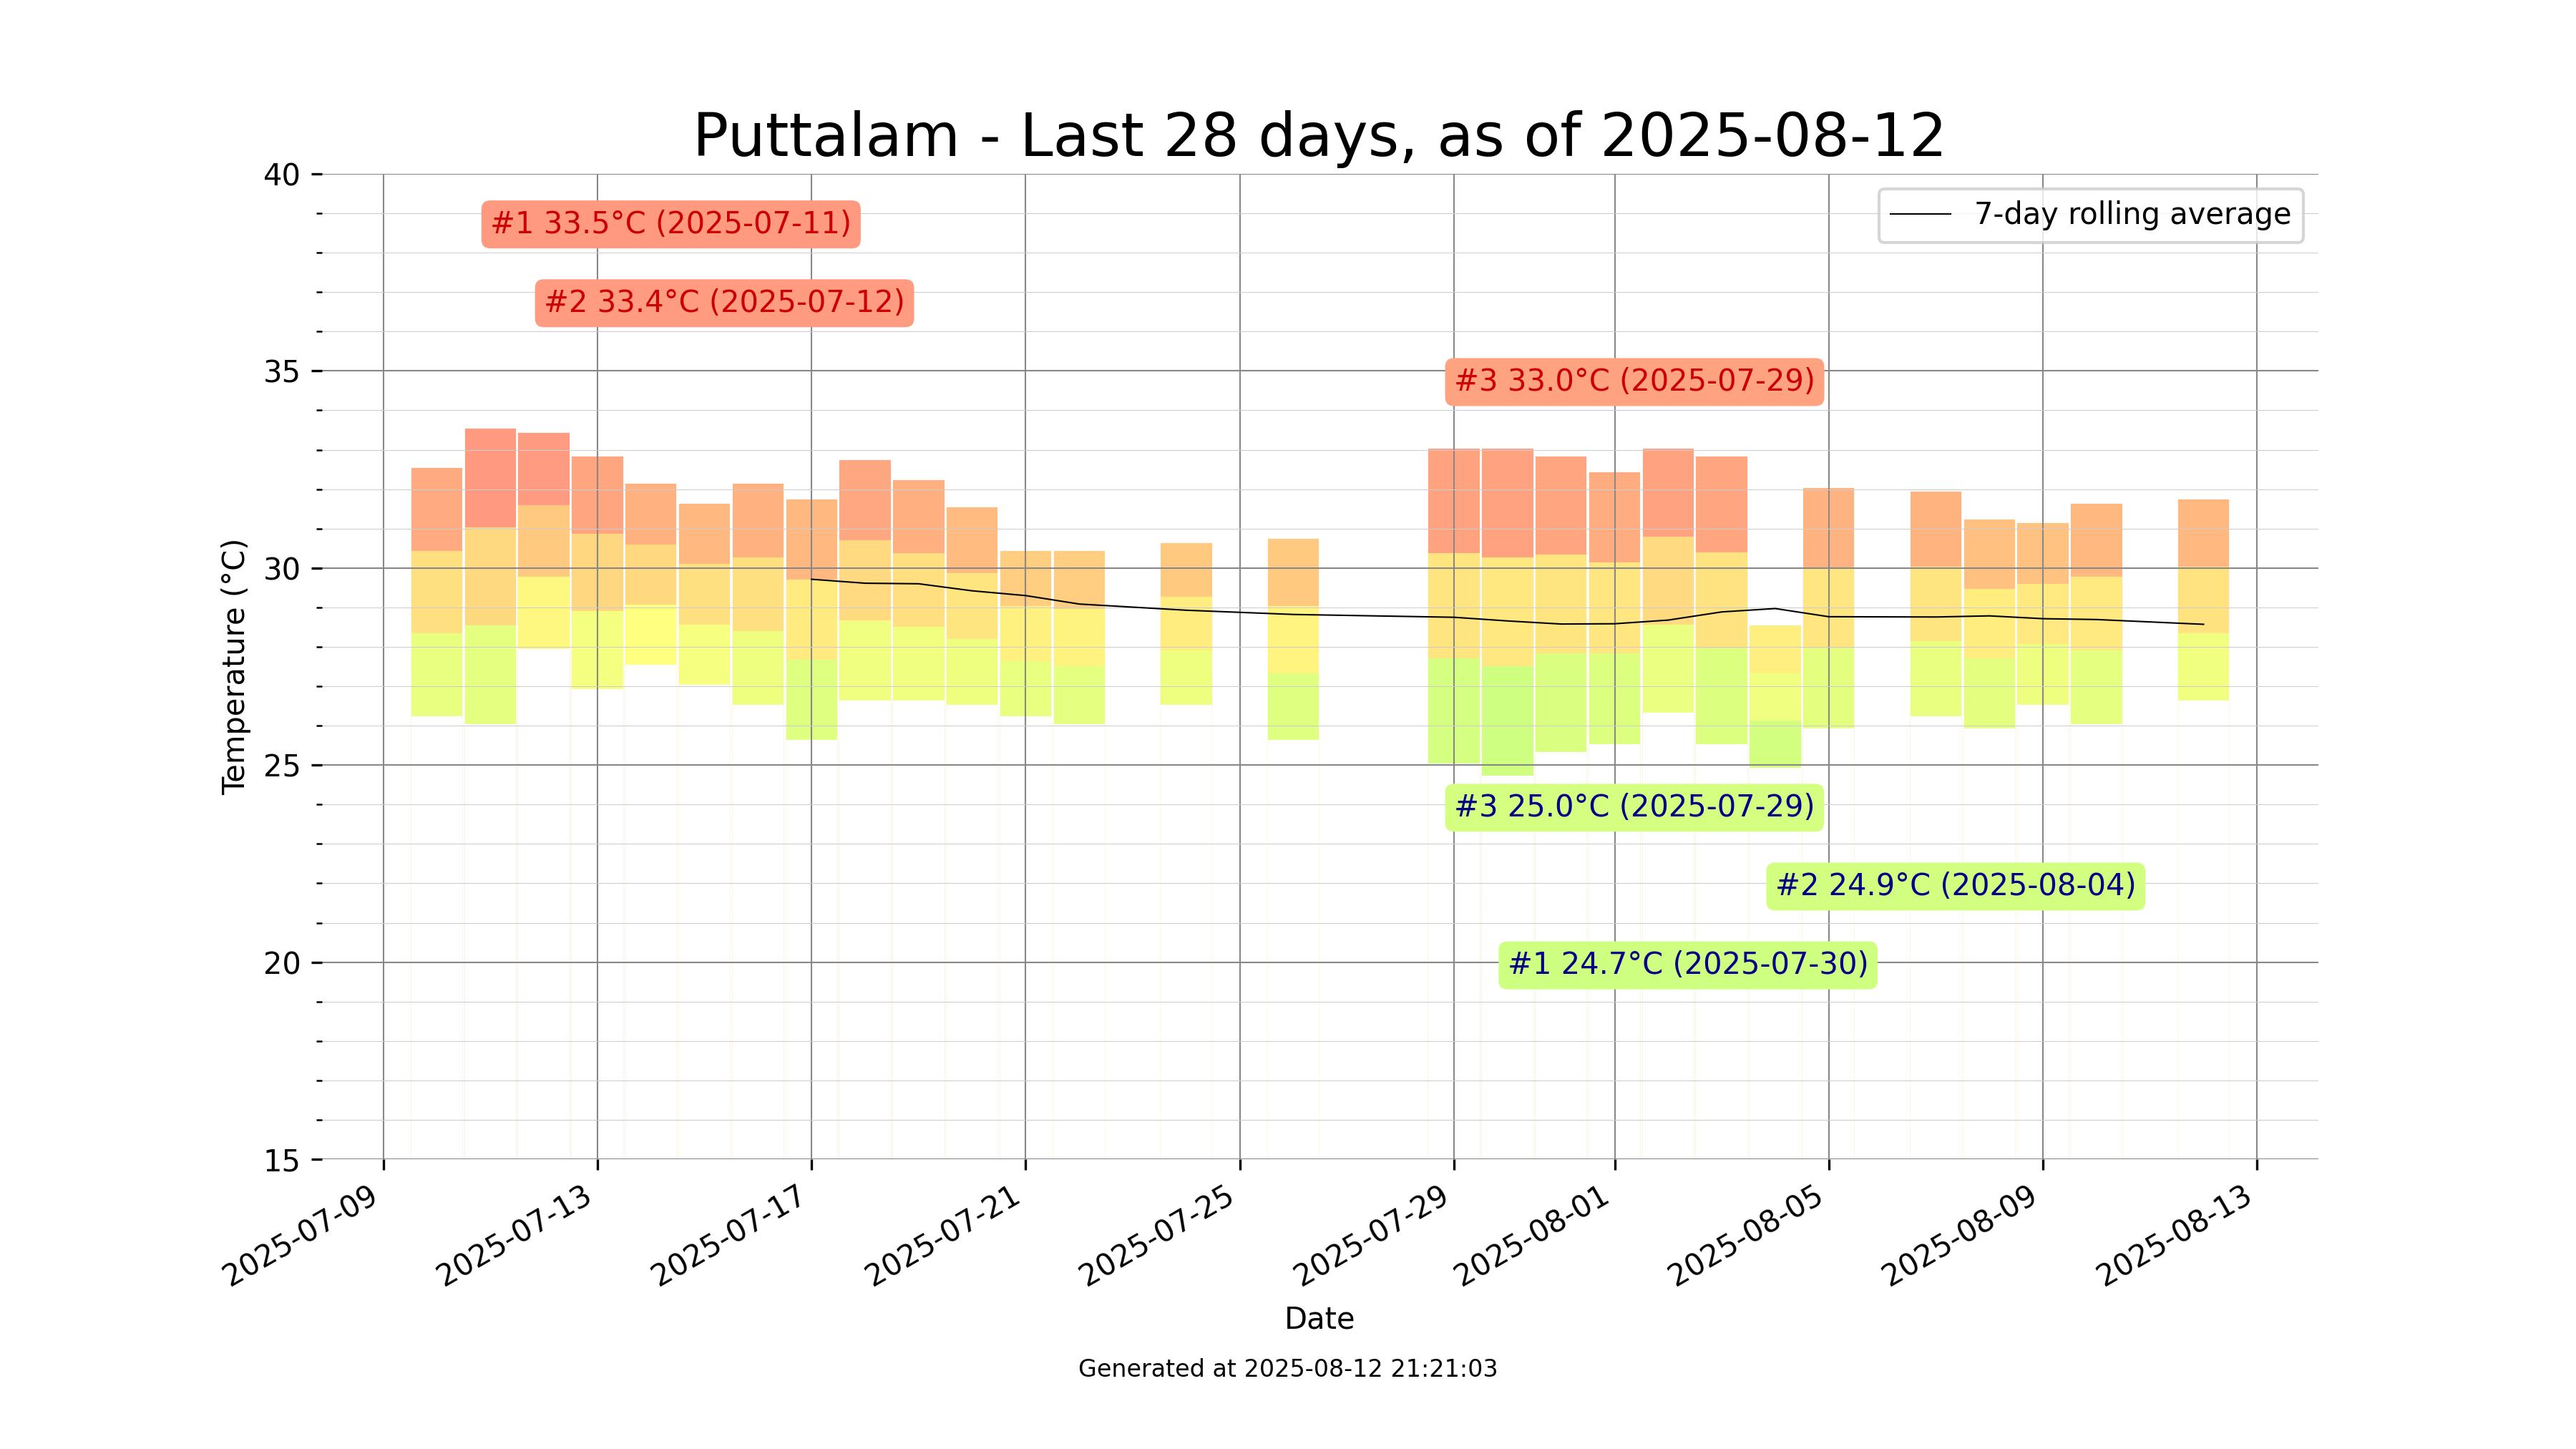 Puttalam - Last 28 days, as of 2025-08-12
40
35
30
25
20
15
Temperature (°C)
7-day rolling average
#1 33.5°C (2025-07-11)
#2 33.4°C (2025-07-12)
#3 33.0°C (2025-07-29)
#3 25.0°C (2025-07-29)
#2 24.9°C (2025-08-04)
#1 24.7°C (2025-07-30)
2025-07-09
2025-07-13
2025-07-17
2025-07-21
2025-07-25
2025-07-29
2025-08-01
2025-08-05
2025-08-09
2025-08-13
Date
Generated at 2025-08-12 21:21:03